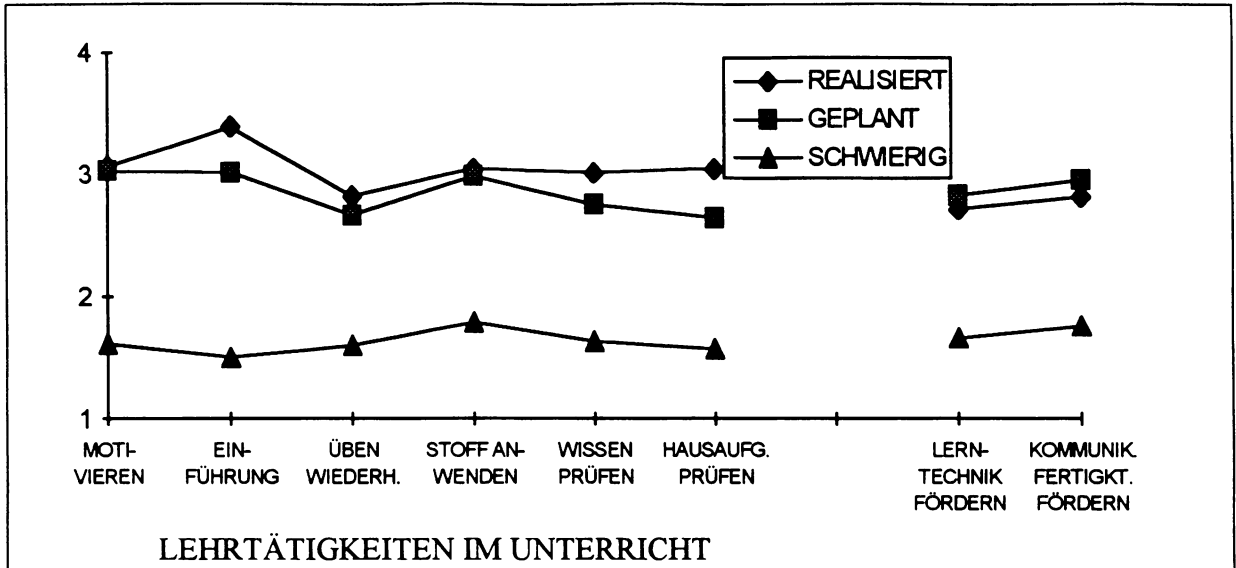 4
3
2
1
REALISIERT
GEPLANT
SCHWIERIG
MOTI-
VIEREN
EIN-
FÜHRUNG
ÜBEN
WIEDERH.
STOFF AN-
WENDEN
WISSEN
PRÜFEN
HAUSAUFG.
PRÜFEN
LERN-
TECHNIK
FÖRDERN
KOMMUNIK.
FERTIGKT.
FÖRDERN
LEHRTÄTIGKEITEN IM UNTERRICHT